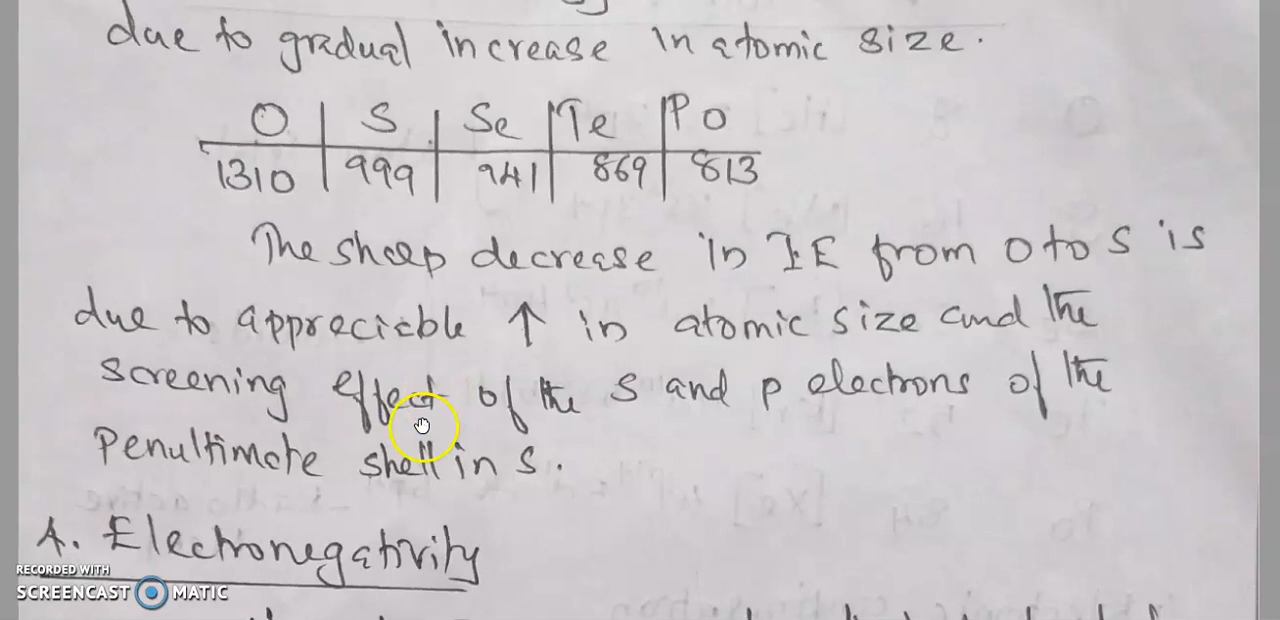 due to gradual increase in atomic size.
O | S | Se | Te | Po
1310 | 999 | 941 | 869 | 813
The sharp decrease in IE from O to S is
due to appreciable ↑ in atomic size and the
screening effect of the s and p electrons of the
Penultimate shell in S.
4. Electronegativity
RECORDED WITH
SCREENCAST MATIC